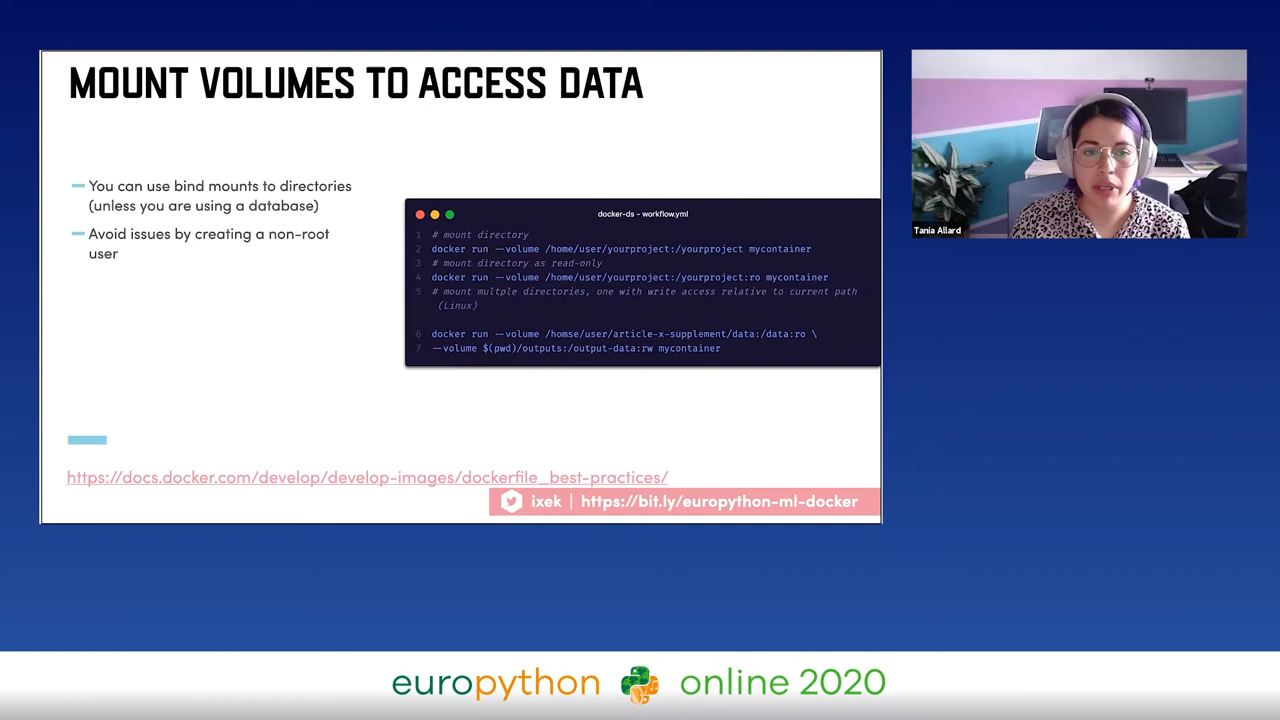 MOUNT VOLUMES TO ACCESS DATA
You can use bind mounts to directories
(unless you are using a database)
Avoid issues by creating a non-root
user
docker-ds - workflow.yml
1 # mount directory
2 docker run --volume /home/user/yourproject:/yourproject mycontainer
3 # mount directory as read-only
4 docker run --volume /home/user/yourproject:/yourproject:ro mycontainer
5 # mount multple directories, one with write access relative to current path
(Linux)
6 docker run --volume /homse/user/article-x-supplement/data:/data:ro \
7 --volume $(pwd)/outputs:/output-data:rw mycontainer
https://docs.docker.com/develop/develop-images/dockerfile_best-practices/
ixek | https://bit.ly/europython-ml-docker
Tania Allard
europython online 2020